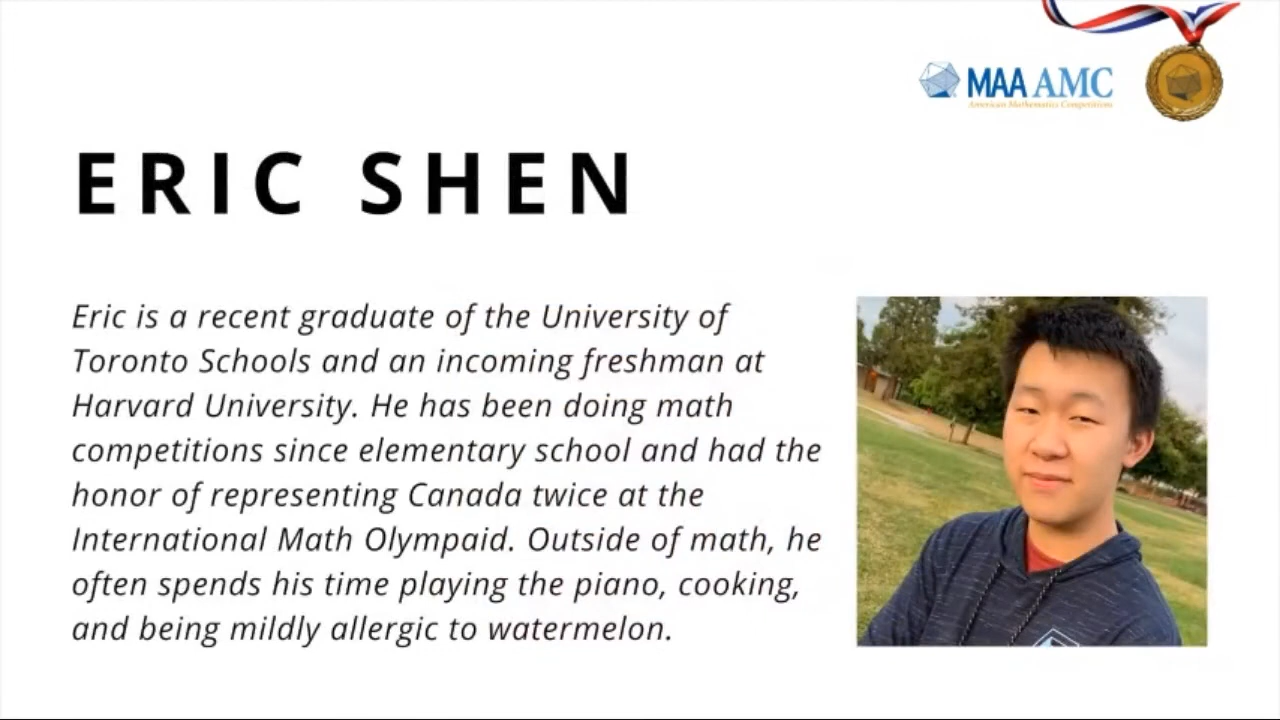 MAA AMC
American Mathematics Competitions
ERIC SHEN
Eric is a recent graduate of the University of
Toronto Schools and an incoming freshman at
Harvard University. He has been doing math
competitions since elementary school and had the
honor of representing Canada twice at the
International Math Olympaid. Outside of math, he
often spends his time playing the piano, cooking,
and being mildly allergic to watermelon.